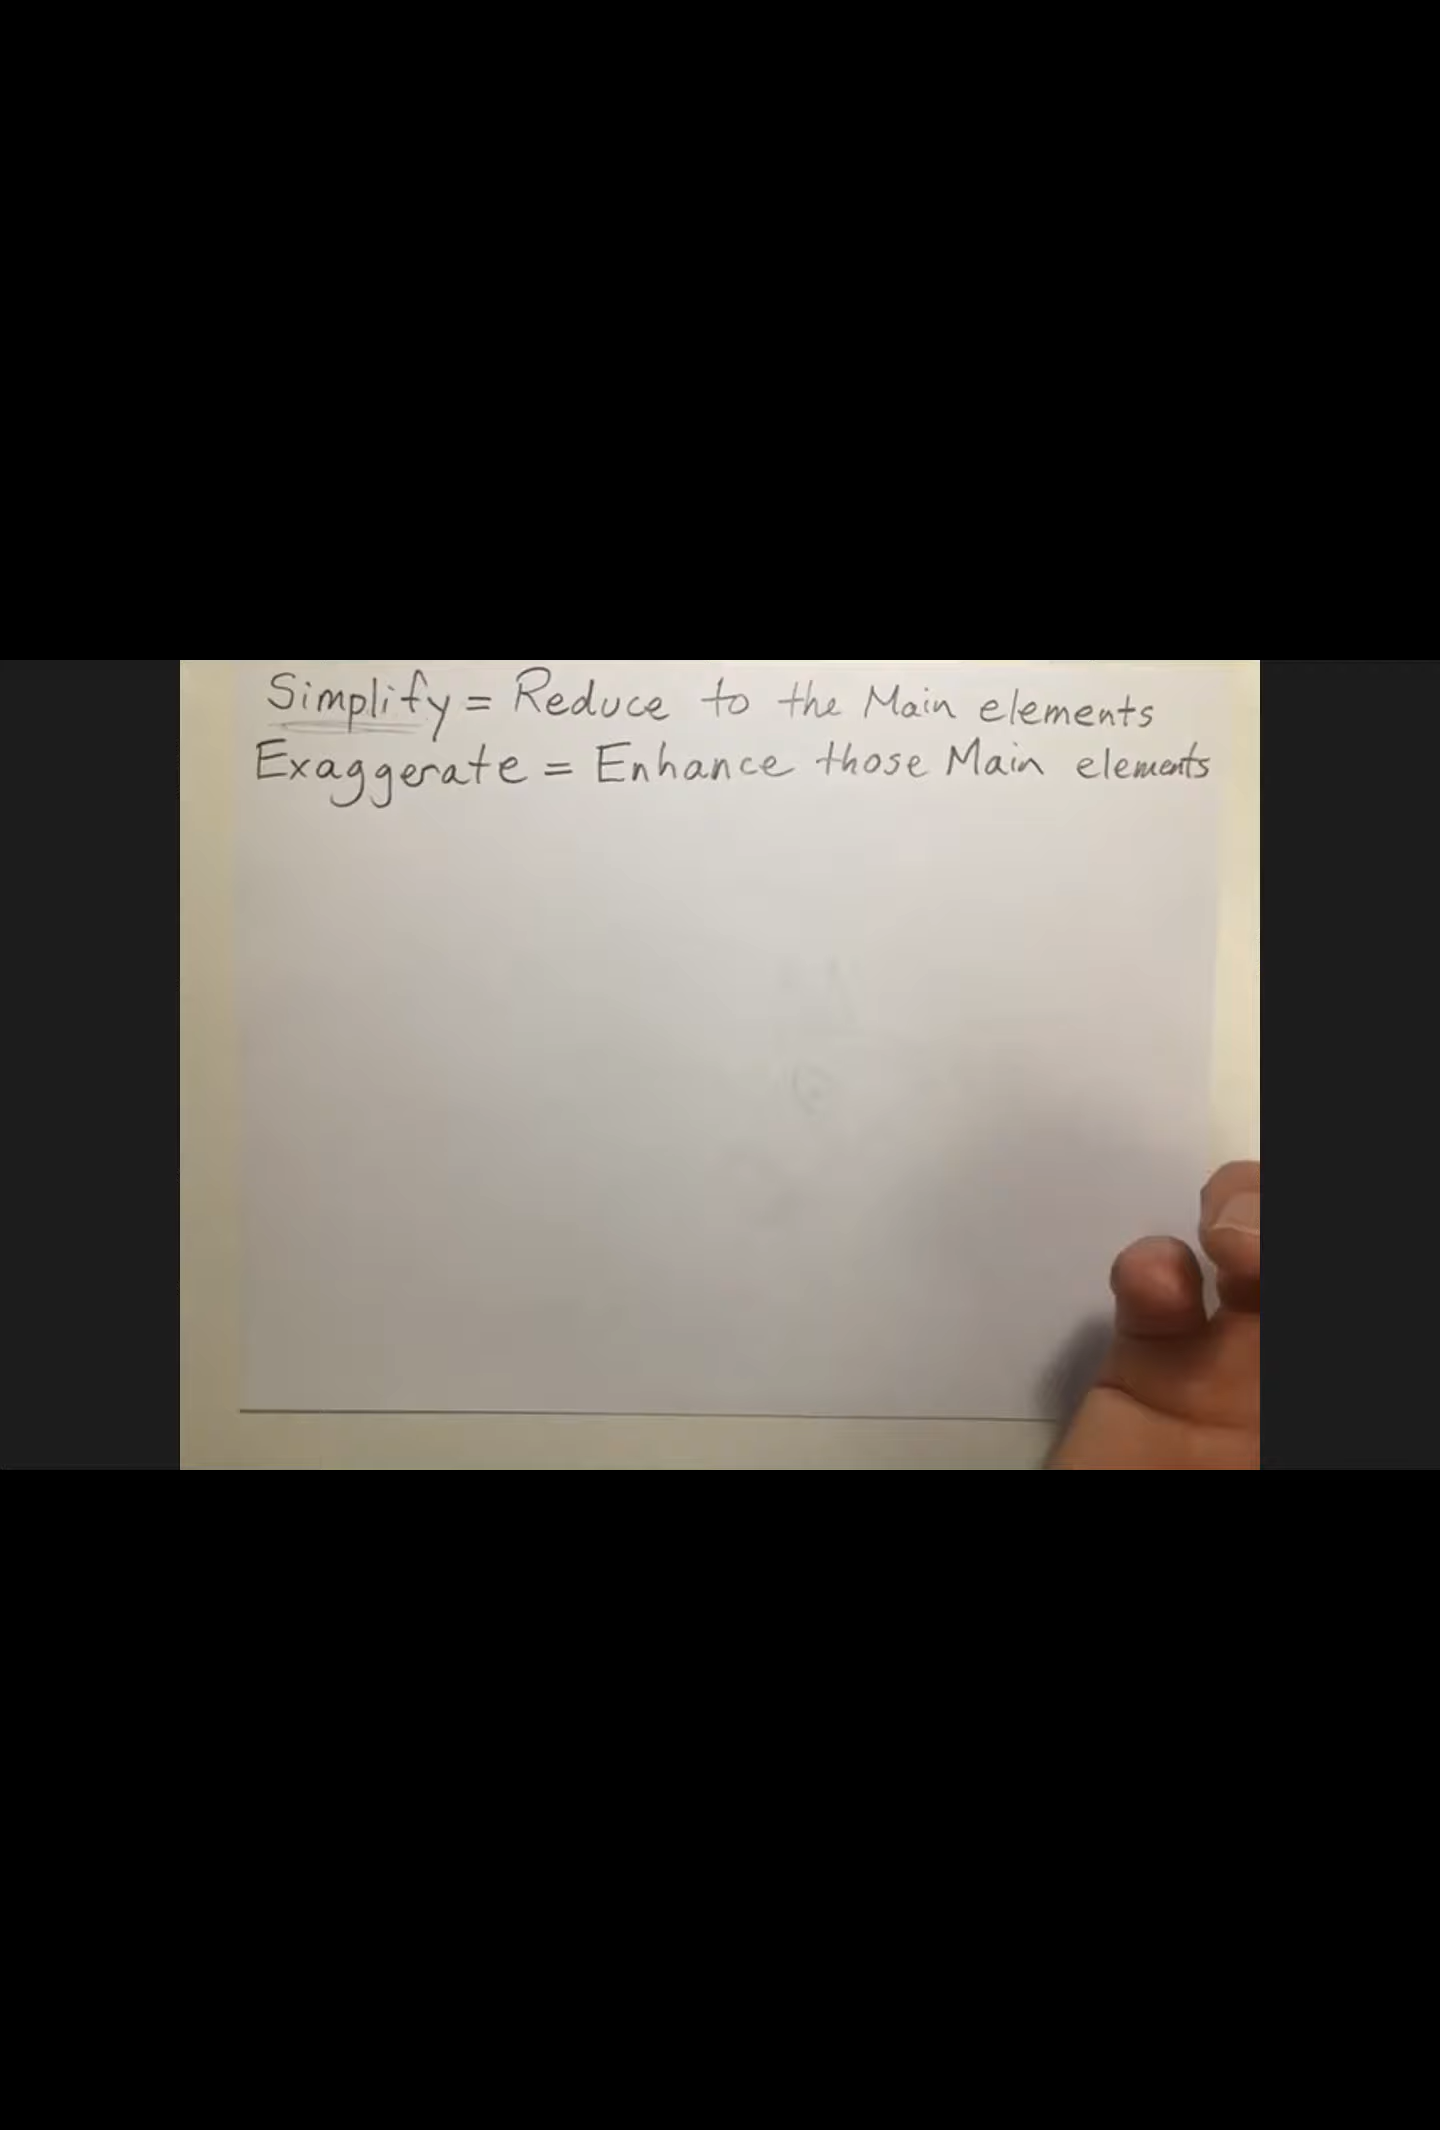 Simplify = Reduce to the Main elements
Exaggerate = Enhance those Main elements